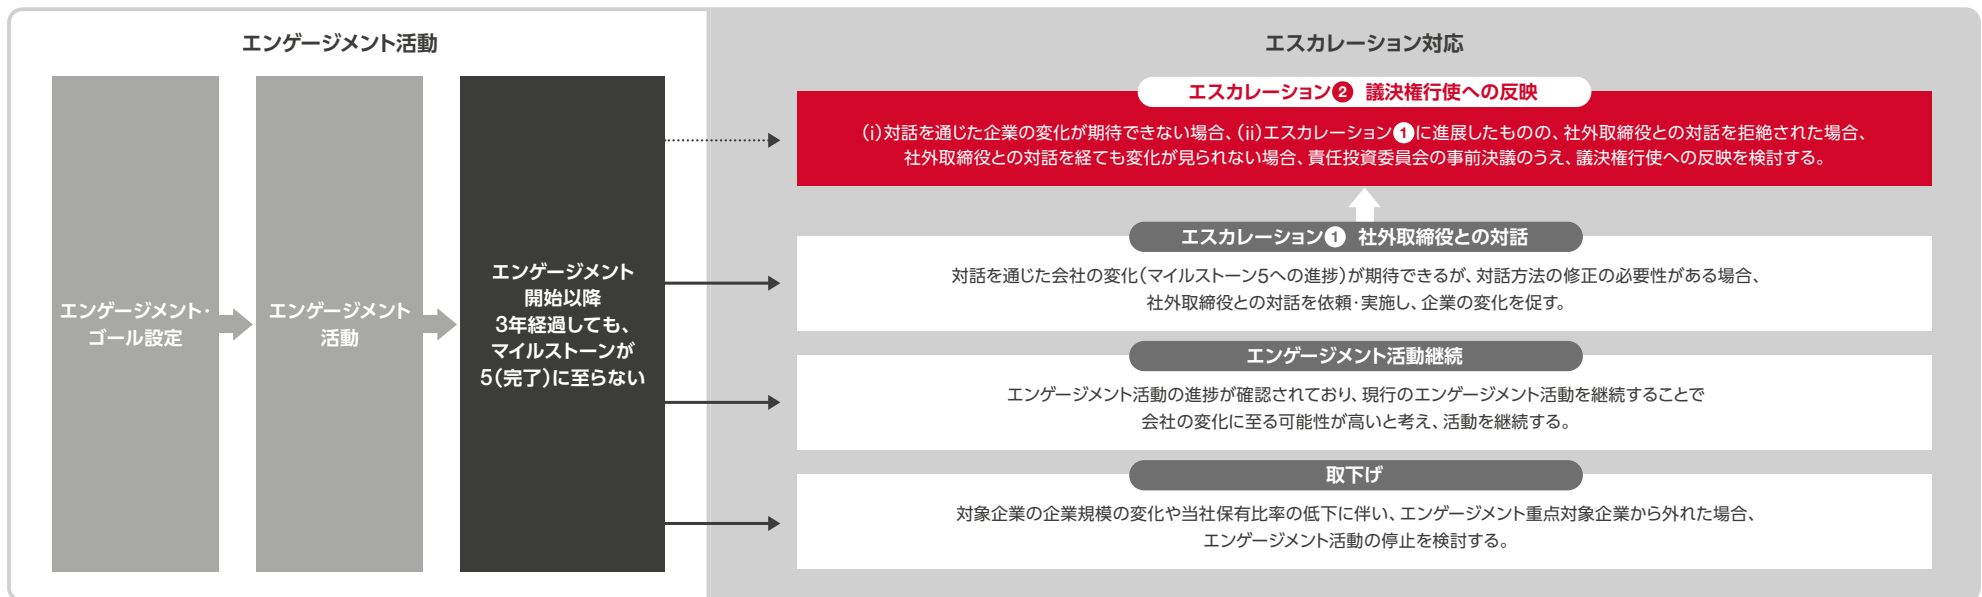 エンゲージメント活動
エンゲージメント・
ゴール設定
エンゲージメント
活動
エンゲージメント
開始以降
3年経過しても、
マイルストーンが
5（完了）に至らない
エスカレーション対応
エスカレーション❷ 議決権行使への反映
（i）対話を通じた企業の変化が期待できない場合、（ii）エスカレーション❶に進展したものの、社外取締役との対話を拒絶された場合、
社外取締役との対話を経ても変化が見られない場合、責任投資委員会の事前決議のうえ、議決権行使への反映を検討する。
エスカレーション❶ 社外取締役との対話
対話を通じた会社の変化（マイルストーン5への進捗）が期待できるが、対話方法の修正の必要性がある場合、
社外取締役との対話を依頼・実施し、企業の変化を促す。
エンゲージメント活動継続
エンゲージメント活動の進捗が確認されており、現行のエンゲージメント活動を継続することで
会社の変化に至る可能性が高いと考え、活動を継続する。
取下げ
対象企業の企業規模の変化や当社保有比率の低下に伴い、エンゲージメント重点対象企業から外れた場合、
エンゲージメント活動の停止を検討する。